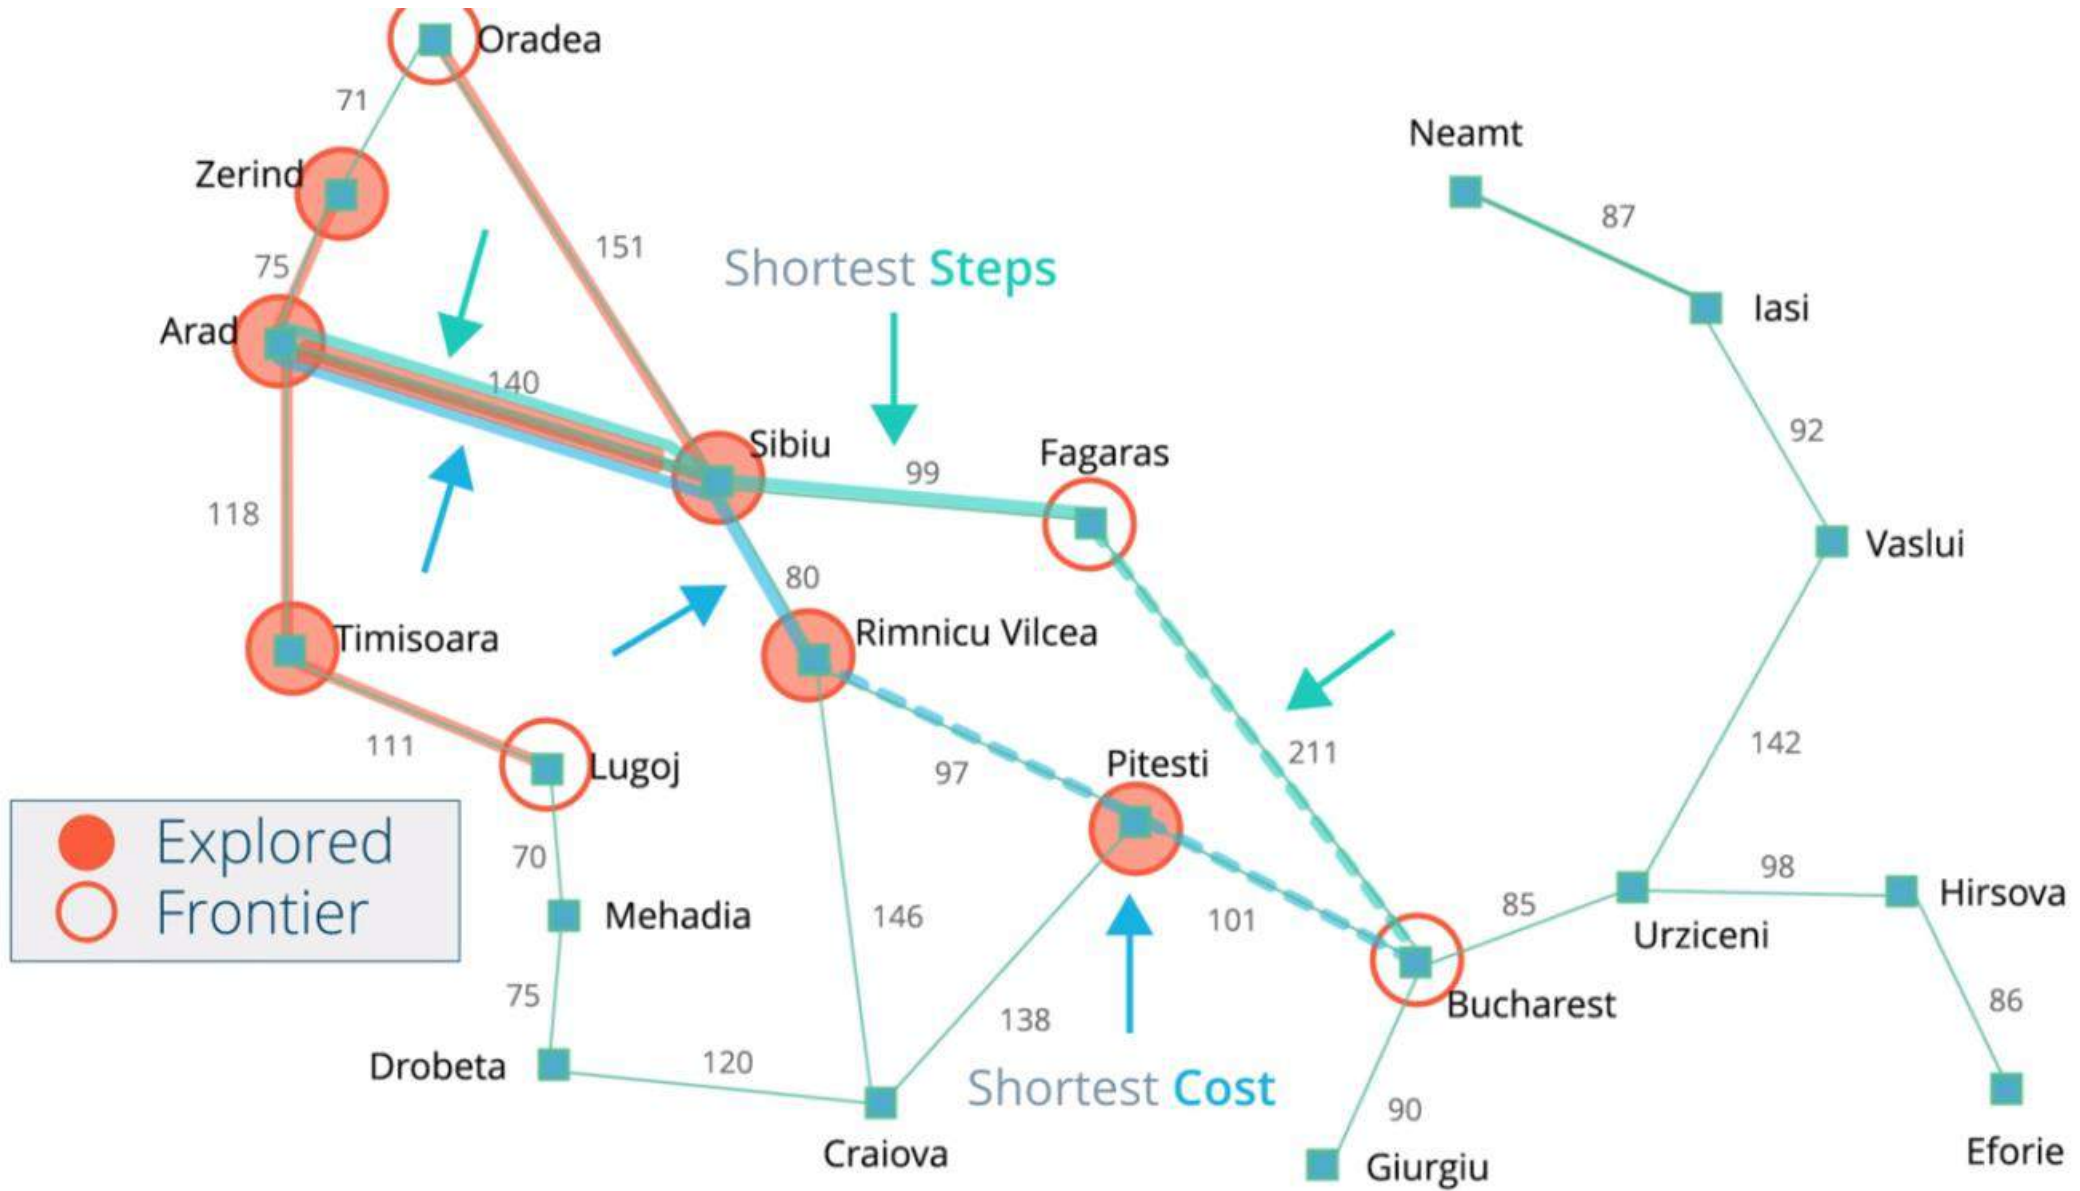 Oradea
71
Neamt
Zerind
87
151
75
Shortest Steps
Iasi
Arad
140
92
Sibiu
Fagaras
99
118
Vaslui
80
Timisoara
Rimnicu Vilcea
111
142
211
Lugoj
97
Pitesti
Explored
70
98
Frontier
Mehadia
146
101
85
Hirsova
Urziceni
75
138
Bucharest
86
Drobeta
120
Shortest Cost
90
Craiova
Giurgiu
Eforie